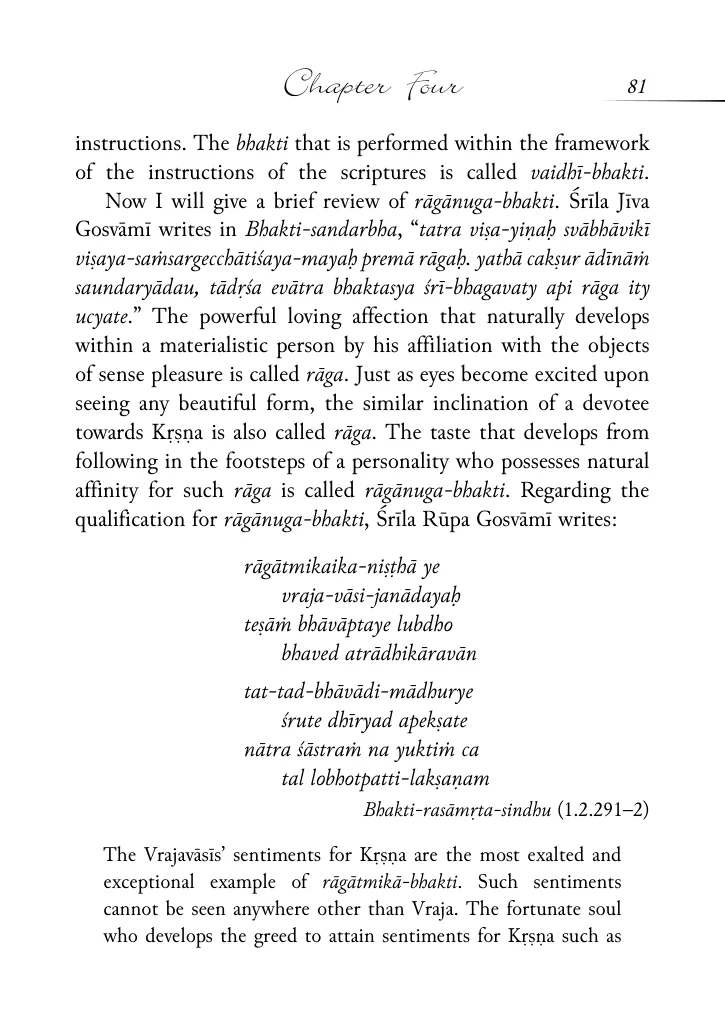 Chapter Four
81
instructions. The bhakti that is performed within the framework
of the instructions of the scriptures is called vaidhī-bhakti.
Now I will give a brief review of rāgānuga-bhakti. Śrīla Jīva
Gosvāmī writes in Bhakti-sandarbha, “tatra viṣa-yiṇaḥ svābhāvikī
viṣaya-saṁsargecchātiśaya-mayaḥ premā rāgaḥ. yathā cakṣur ādīnāṁ
saundaryādau, tādṛśa evātra bhaktasya śrī-bhagavaty api rāga ity
ucyate.” The powerful loving affection that naturally develops
within a materialistic person by his affiliation with the objects
of sense pleasure is called rāga. Just as eyes become excited upon
seeing any beautiful form, the similar inclination of a devotee
towards Kṛṣṇa is also called rāga. The taste that develops from
following in the footsteps of a personality who possesses natural
affinity for such rāga is called rāgānuga-bhakti. Regarding the
qualification for rāgānuga-bhakti, Śrīla Rūpa Gosvāmī writes:
rāgātmikaika-niṣṭhā ye
vraja-vāsi-janādayaḥ
teṣāṁ bhāvāptaye lubdho
bhaved atrādhikāravān
tat-tad-bhāvādi-mādhurye
śrute dhīryad apekṣate
nātra śāstraṁ na yuktiṁ ca
tal lobhotpatti-lakṣaṇam
Bhakti-rasāmṛta-sindhu (1.2.291–2)
The Vrajavāsīs’ sentiments for Kṛṣṇa are the most exalted and
exceptional example of rāgātmikā-bhakti. Such sentiments
cannot be seen anywhere other than Vraja. The fortunate soul
who develops the greed to attain sentiments for Kṛṣṇa such as